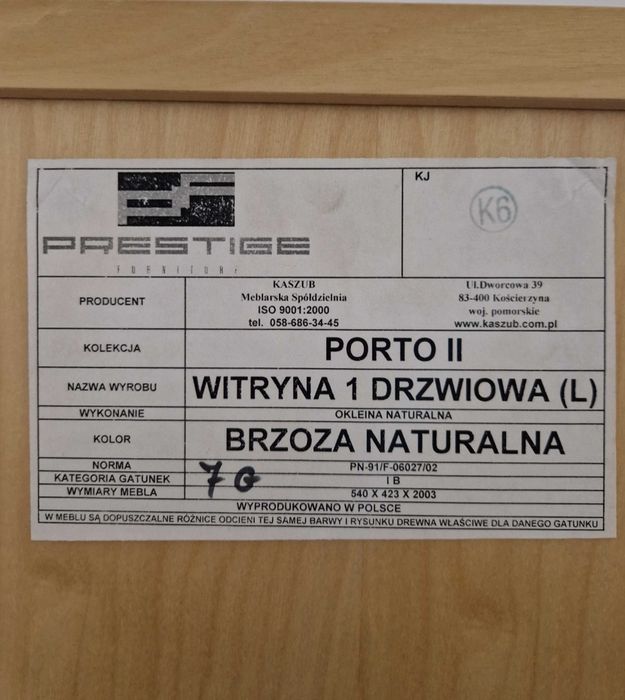 PRESTIGE
FURNITURE
KJ
K6
PRODUCENT
KASZUB
Meblarska Spółdzielnia
ISO 9001:2000
tel. 058-686-34-45
Ul.Dworcowa 39
83-400 Kościerzyna
woj. pomorskie
www.kaszub.com.pl
KOLEKCJA
PORTO II
NAZWA WYROBU
WITRYNA 1 DRZWIOWA (L)
WYKONANIE
OKLEINA NATURALNA
KOLOR
BRZOZA NATURALNA
NORMA
PN-91/F-06027/02
KATEGORIA GATUNEK
I B
WYMIARY MEBLA
540 X 423 X 2003
WYPRODUKOWANO W POLSCE
W MEBLU SĄ DOPUSZCZALNE RÓŻNICE ODCIENI TEJ SAMEJ BARWY I RYSUNKU DREWNA WŁAŚCIWE DLA DANEGO GATUNKU